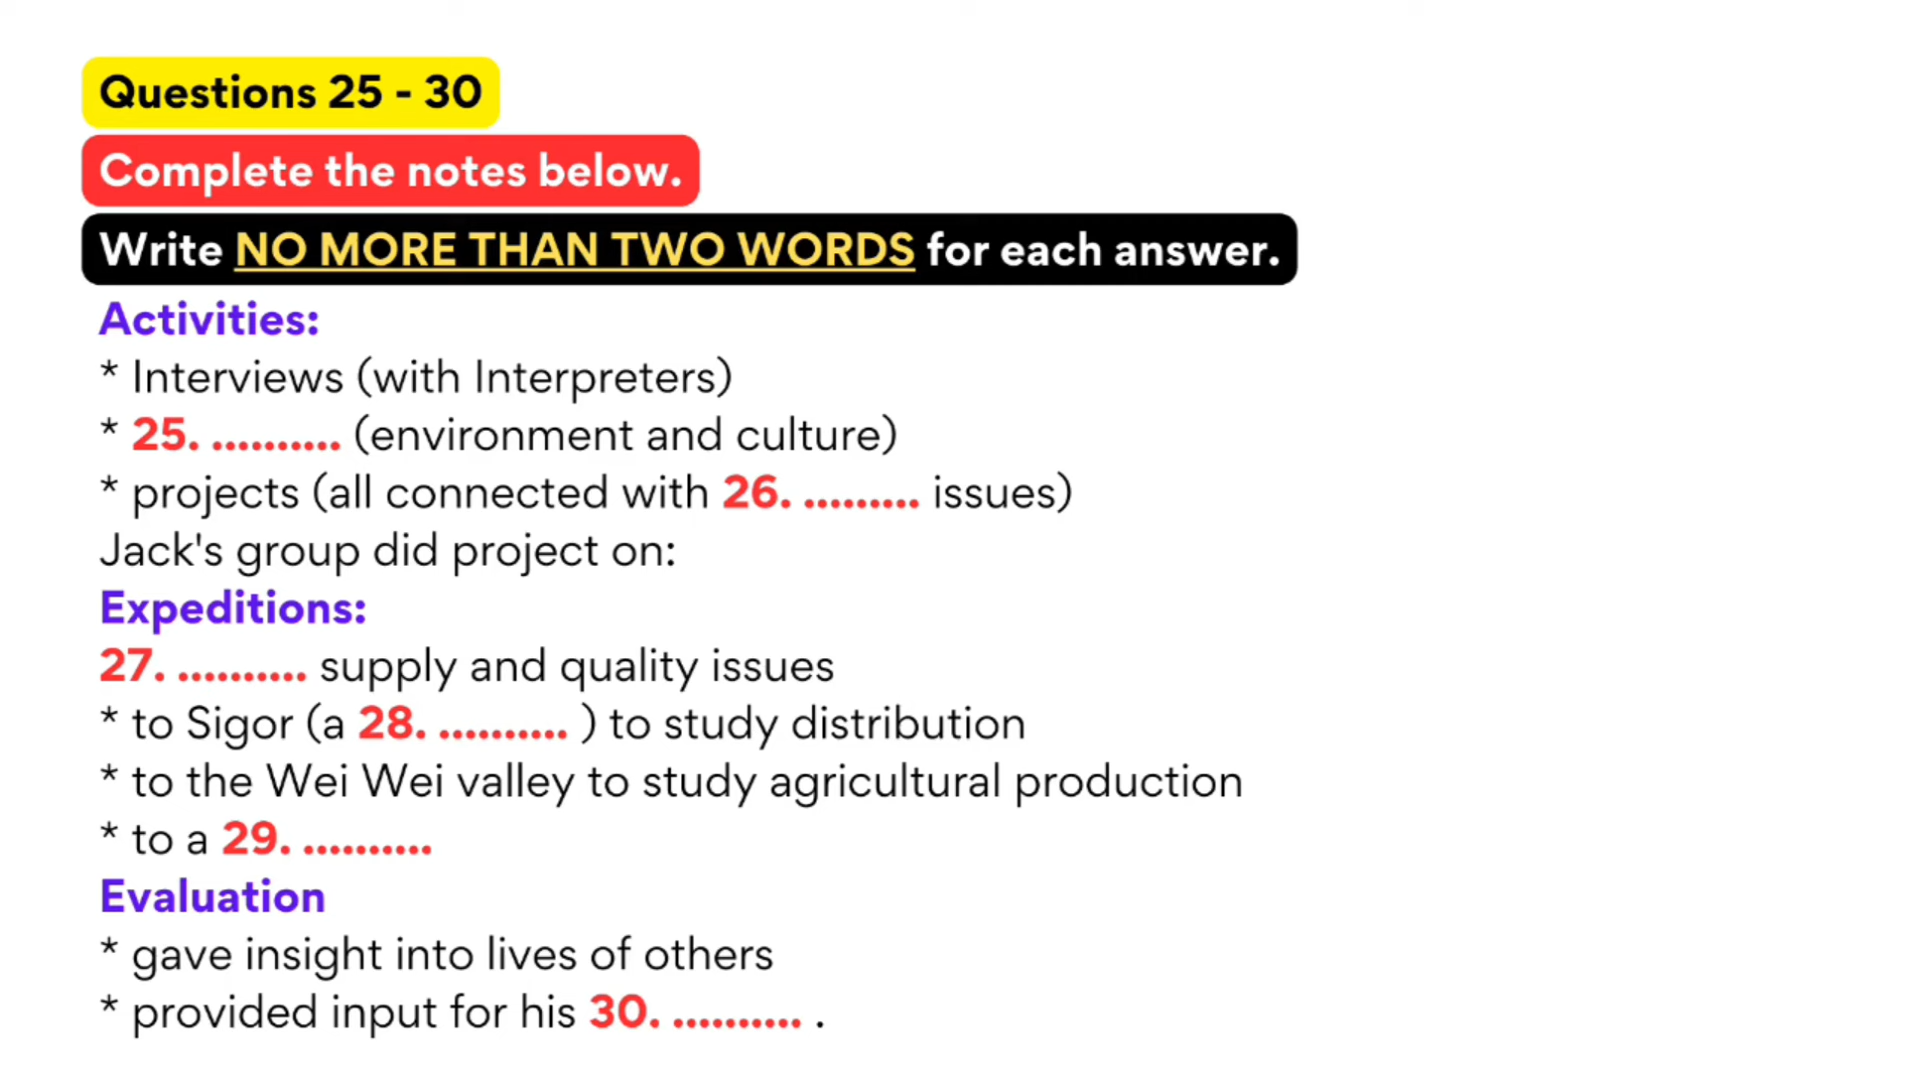 Questions 25 - 30
Complete the notes below.
Write NO MORE THAN TWO WORDS for each answer.
Activities:
* Interviews (with Interpreters)
* 25. .......... (environment and culture)
* projects (all connected with 26. ......... issues)
Jack's group did project on:
Expeditions:
27. .......... supply and quality issues
* to Sigor (a 28. .......... ) to study distribution
* to the Wei Wei valley to study agricultural production
* to a 29. ..........
Evaluation
* gave insight into lives of others
* provided input for his 30. .......... .